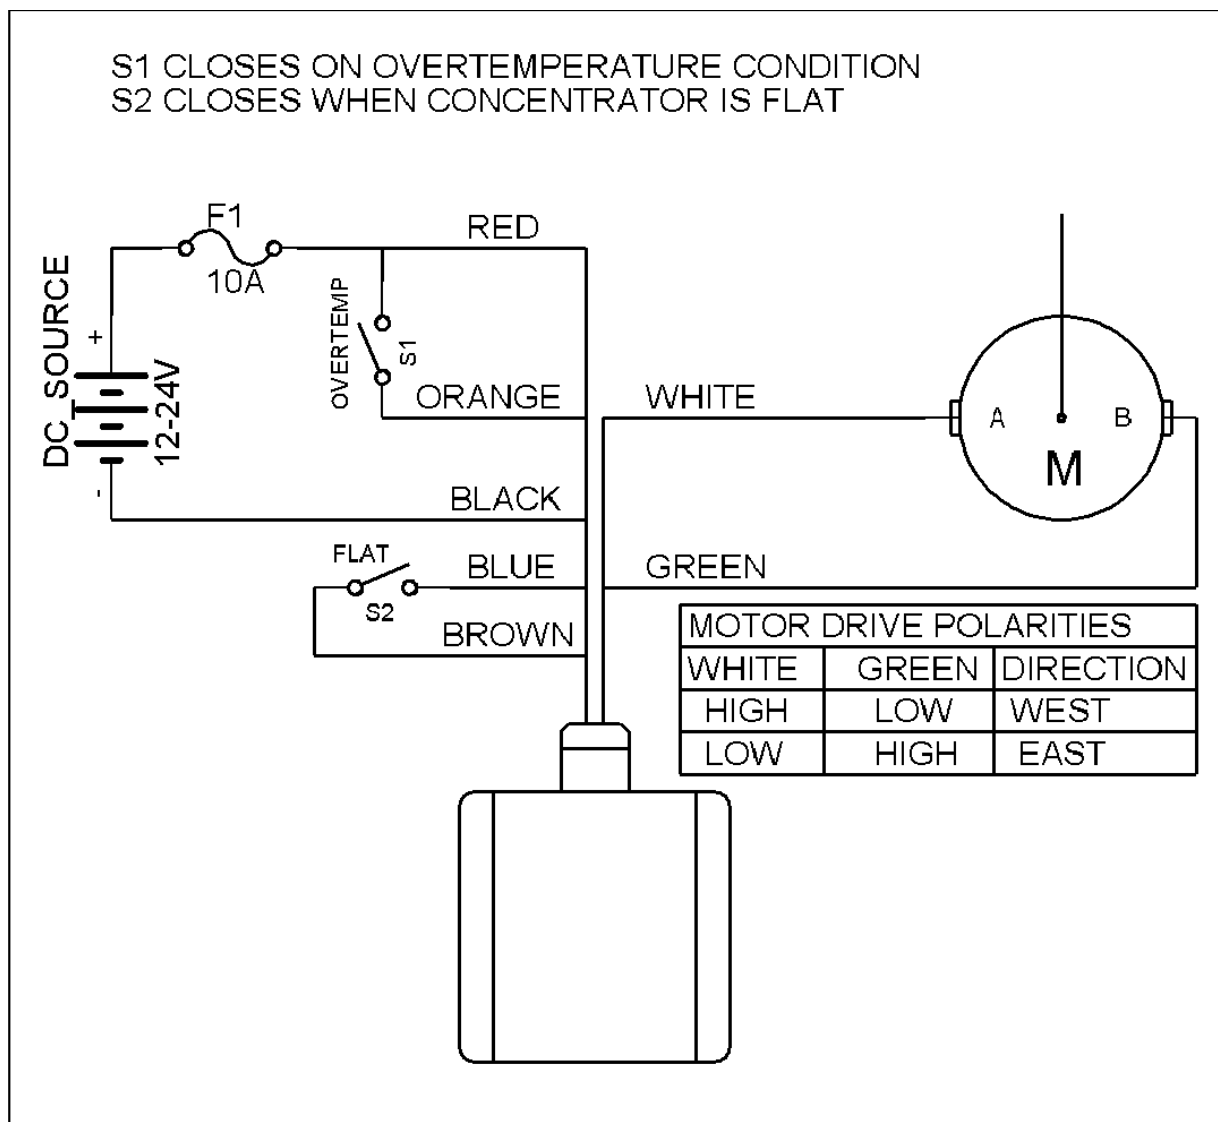 S1 CLOSES ON OVERTEMPERATURE CONDITION
S2 CLOSES WHEN CONCENTRATOR IS FLAT
F1
10A
RED
DC SOURCE
+
12-24V
-
OVERTEMP
S1
ORANGE
WHITE
A
B
M
BLACK
FLAT
S2
BLUE
GREEN
BROWN
MOTOR DRIVE POLARITIES
WHITE GREEN DIRECTION
HIGH LOW WEST
LOW HIGH EAST